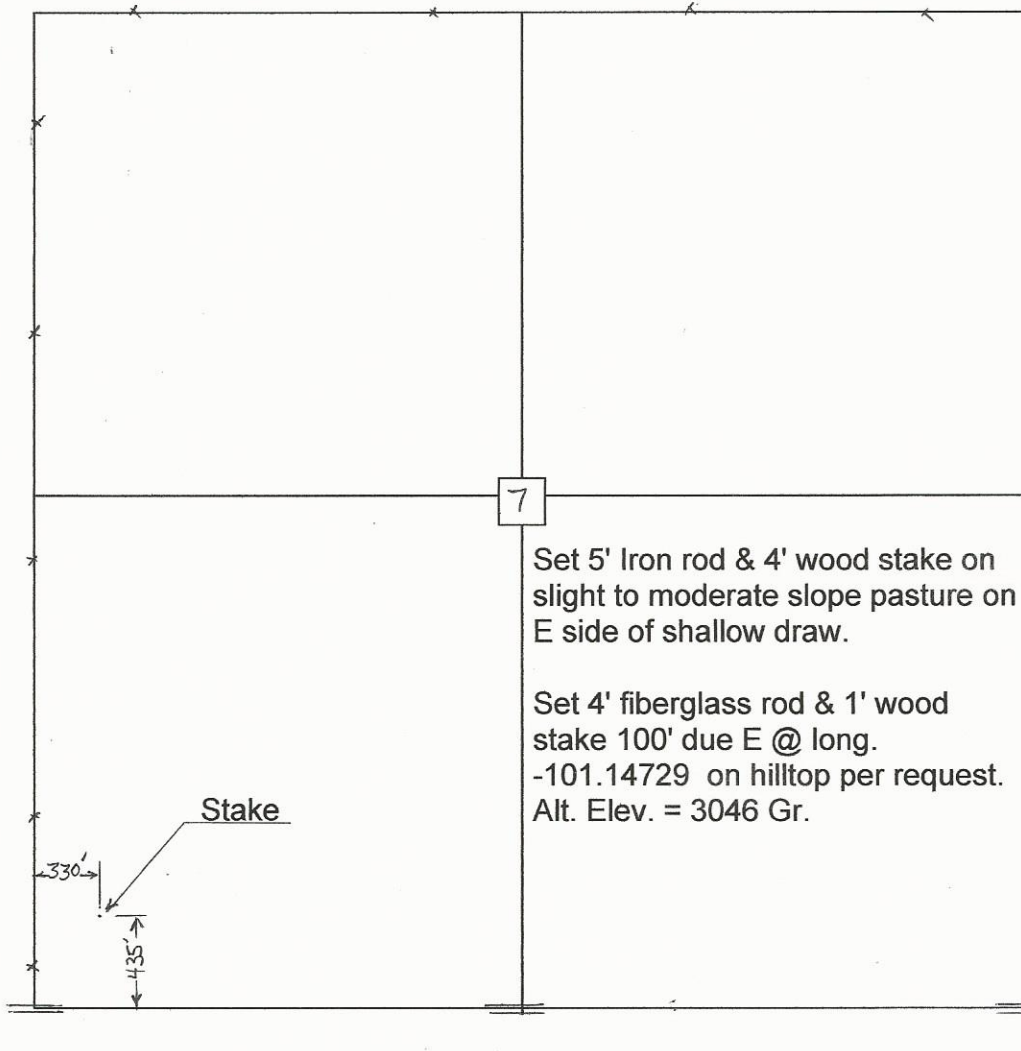 7
Set 5' Iron rod & 4' wood stake on
slight to moderate slope pasture on
E side of shallow draw.
Set 4' fiberglass rod & 1' wood
stake 100' due E @ long.
-101.14729 on hilltop per request.
Alt. Elev. = 3046 Gr.
Stake
330'
435'